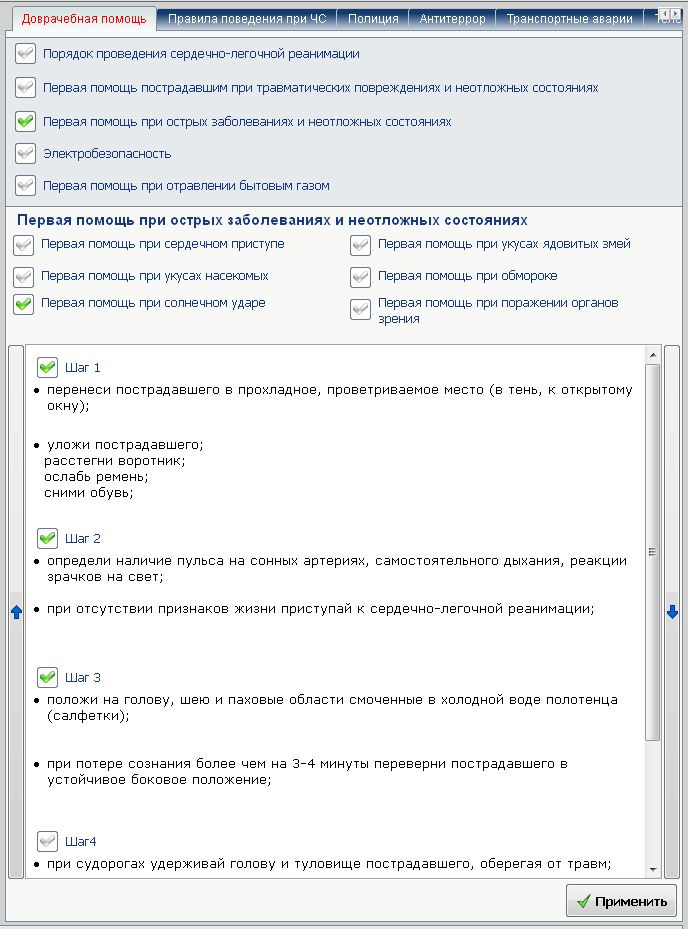 Доврачебная помощь Правила поведения при ЧС Полиция Антитеррор Транспортные аварии
Порядок проведения сердечно-легочной реанимации
Первая помощь пострадавшим при травматических повреждениях и неотложных состояниях
Первая помощь при острых заболеваниях и неотложных состояниях
Электробезопасность
Первая помощь при отравлении бытовым газом
Первая помощь при острых заболеваниях и неотложных состояниях
Первая помощь при сердечном приступе Первая помощь при укусах ядовитых змей
Первая помощь при укусах насекомых Первая помощь при обмороке
Первая помощь при солнечном ударе Первая помощь при поражении органов
зрения
Шаг 1
• перенеси пострадавшего в прохладное, проветриваемое место (в тень, к открытому
окну);
• уложи пострадавшего;
расстегни воротник;
ослабь ремень;
сними обувь;
Шаг 2
• определи наличие пульса на сонных артериях, самостоятельного дыхания, реакции
зрачков на свет;
• при отсутствии признаков жизни приступай к сердечно-легочной реанимации;
Шаг 3
• положи на голову, шею и паховые области смоченные в холодной воде полотенца
(салфетки);
• при потере сознания более чем на 3-4 минуты переверни пострадавшего в
устойчивое боковое положение;
Шаг4
• при судорогах удерживай голову и туловище пострадавшего, оберегая от травм;
Применить